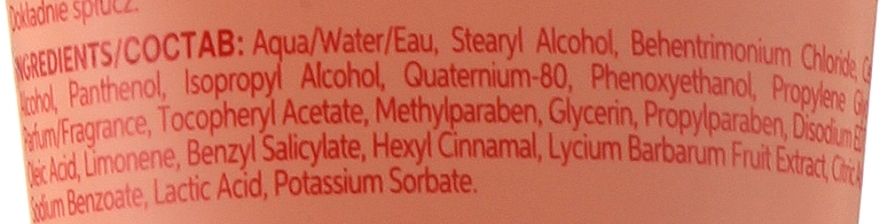 Dokładnie spłucz.
INGREDIENTS/СОСТАВ: Aqua/Water/Eau, Stearyl Alcohol, Behentrimonium Chloride,
Alcohol, Panthenol, Isopropyl Alcohol, Quaternium-80, Phenoxyethanol, Propylene
Parfum/Fragrance, Tocopheryl Acetate, Methylparaben, Glycerin, Propylparaben, Disodium
Oleic Acid, Limonene, Benzyl Salicylate, Hexyl Cinnamal, Lycium Barbarum Fruit Extract, Citric
Sodium Benzoate, Lactic Acid, Potassium Sorbate.